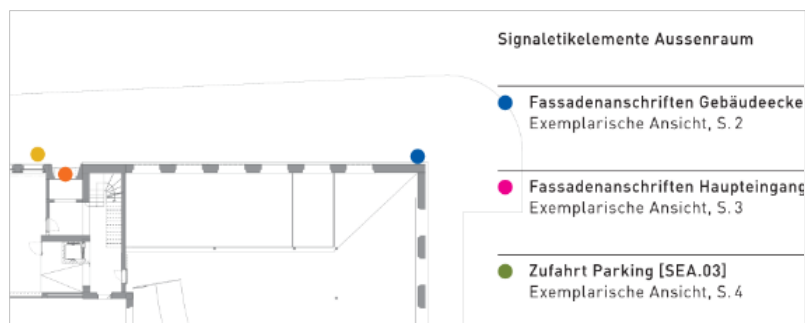 Signaletikelemente Aussenraum
Fassadenanschriften Gebäudeecke
Exemplarische Ansicht, S. 2
Fassadenanschriften Haupteingang
Exemplarische Ansicht, S. 3
Zufahrt Parking [SEA.03]
Exemplarische Ansicht, S. 4